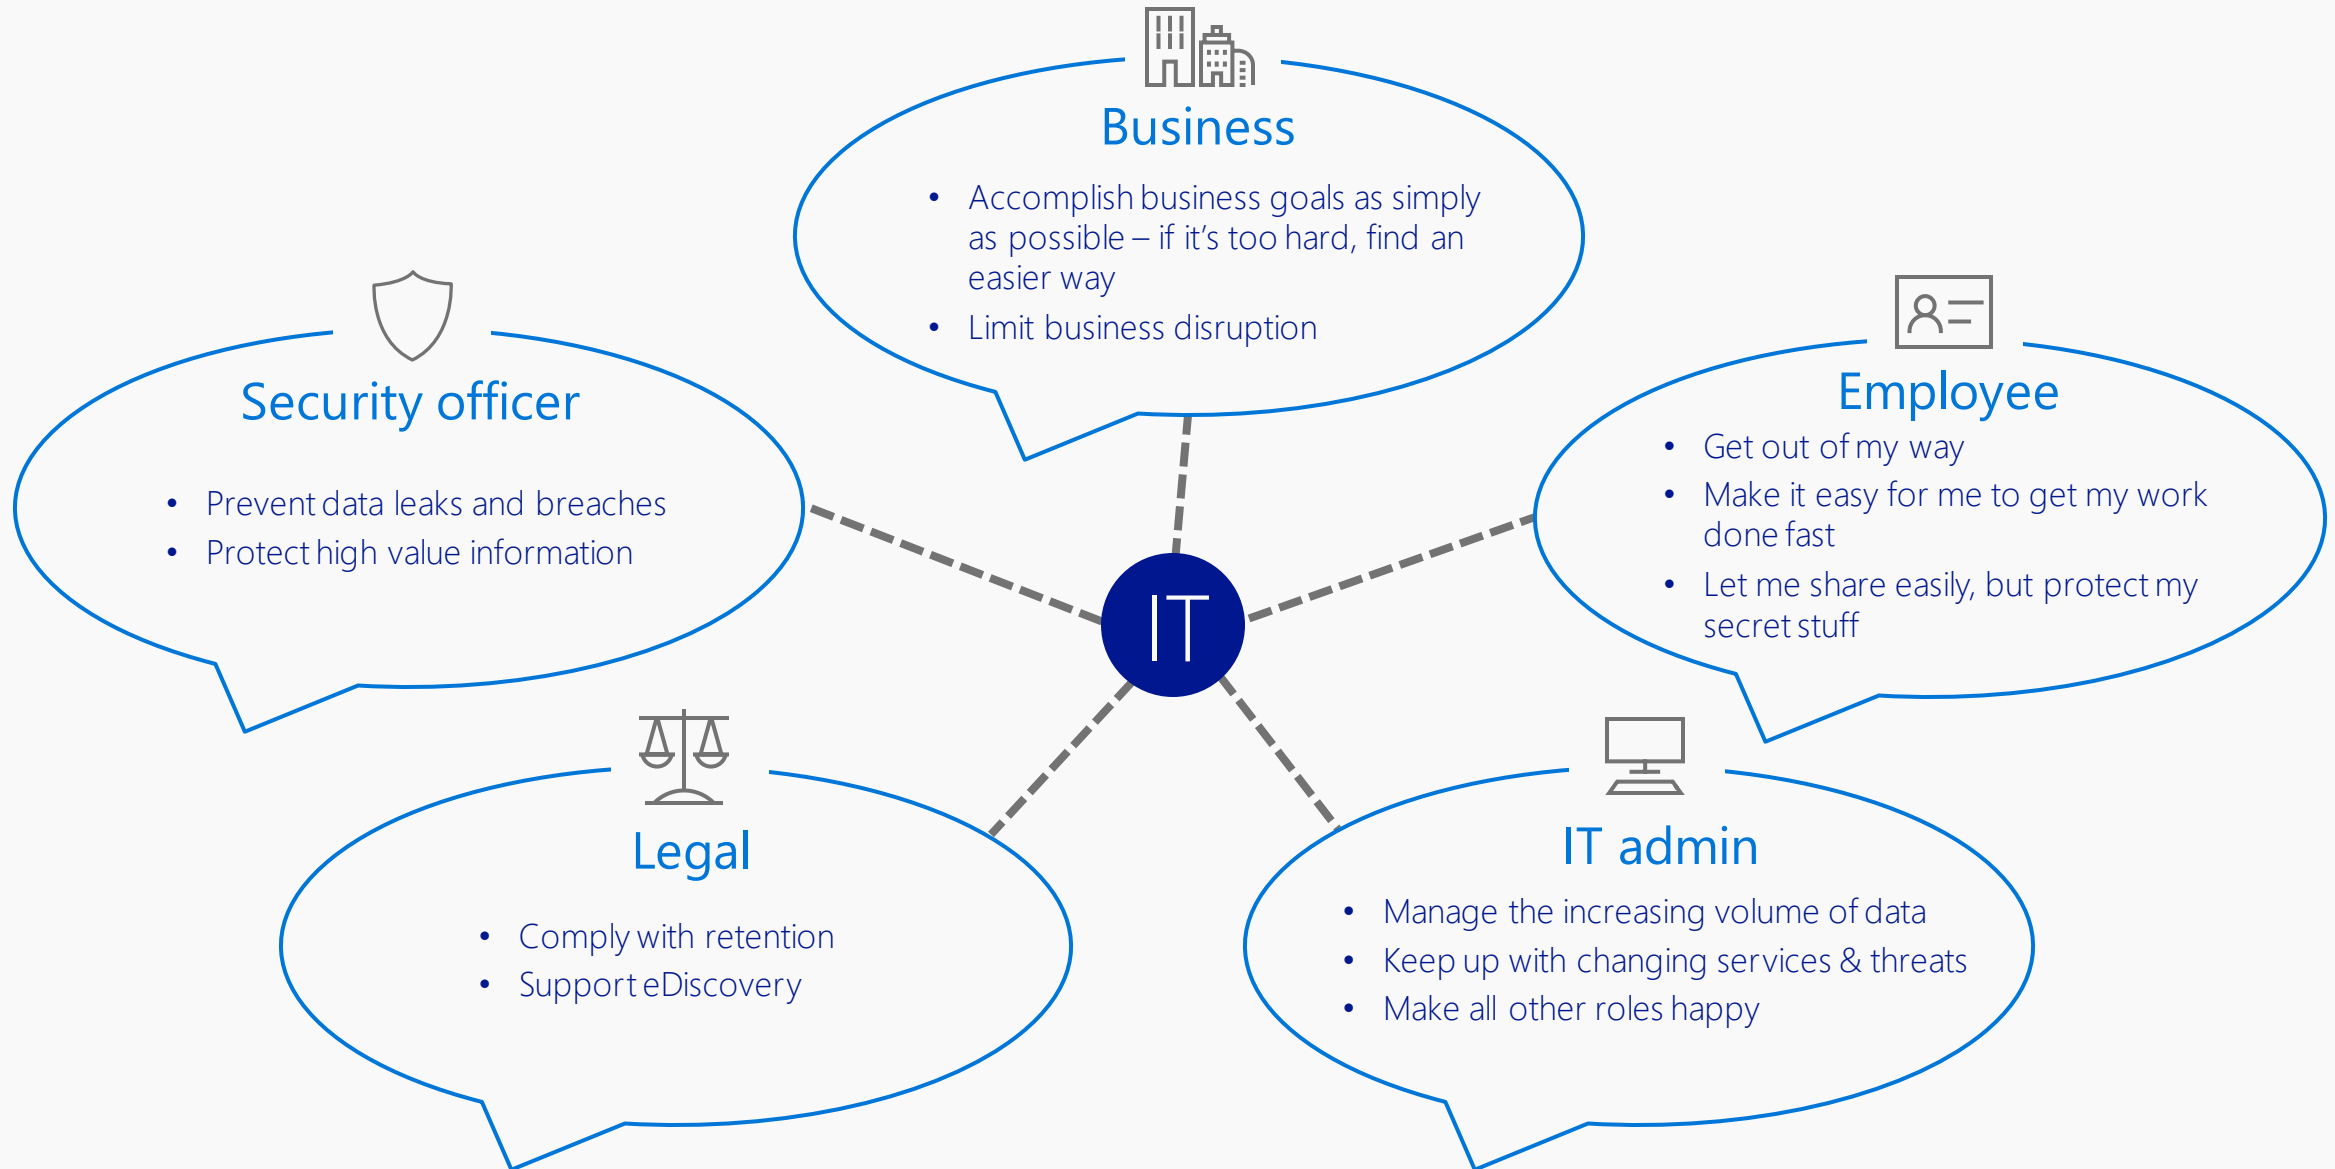 Business
• Accomplish business goals as simply
as possible – if it's too hard, find an
easier way
• Limit business disruption
Security officer
• Prevent data leaks and breaches
• Protect high value information
Employee
• Get out of my way
• Make it easy for me to get my work
done fast
• Let me share easily, but protect my
secret stuff
IT
Legal
• Comply with retention
• Support eDiscovery
IT admin
• Manage the increasing volume of data
• Keep up with changing services & threats
• Make all other roles happy